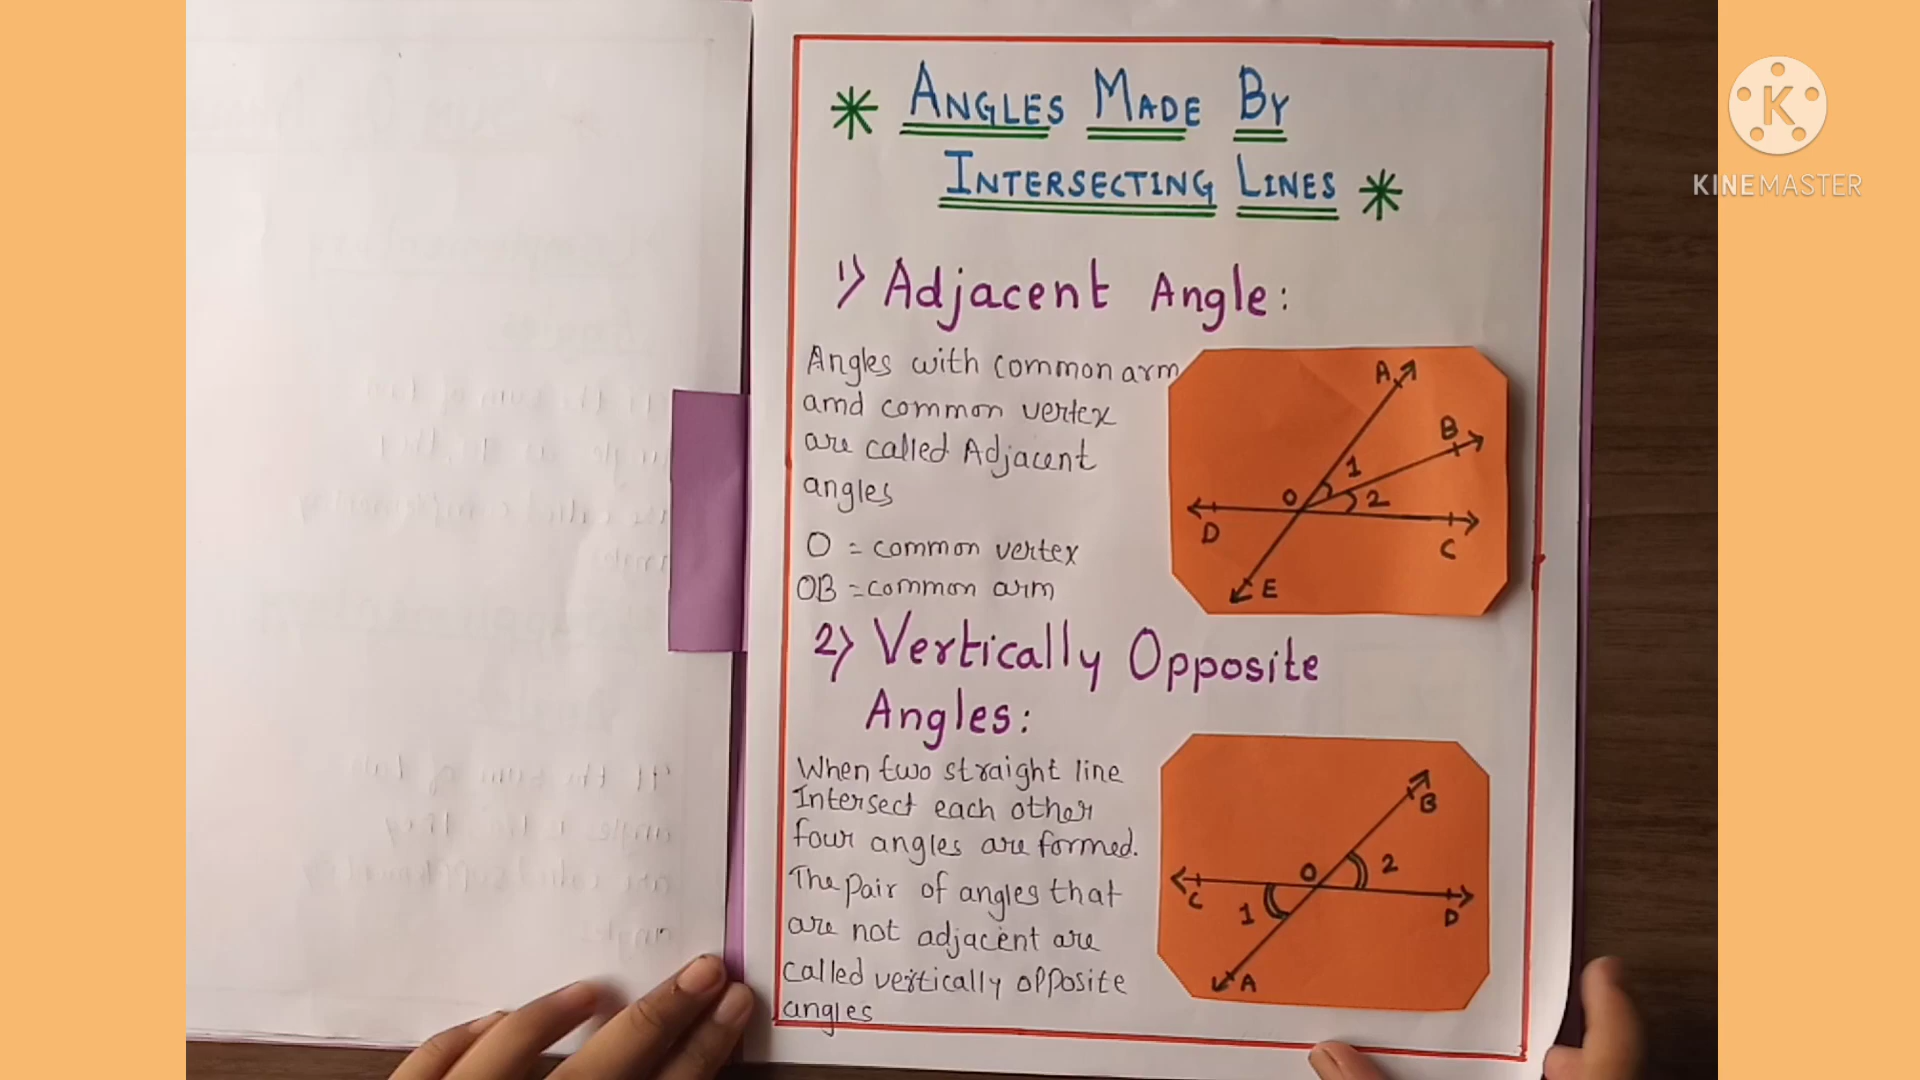 * ANGLES MADE BY
INTERSECTING LINES *
1) Adjacent Angle:
Angles with common arm
amd common vertex
are called Adjacent
angles
O = common vertex
OB = common arm
A
B
1
O
2
D
C
E
2) Vertically Opposite
Angles:
When two straight line
Intersect each other
four angles are formed.
The pair of angles that
are not adjacent are
called vertically opposite
angles
B
O
2
C
1
D
A
K
KINEMASTER